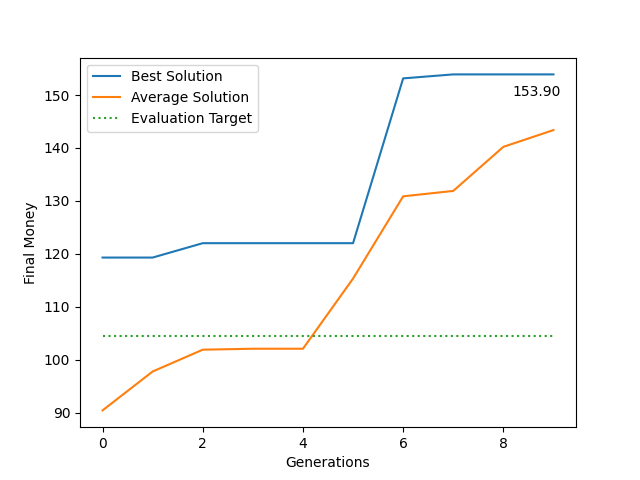 Best Solution
Average Solution
Evaluation Target
153.90
150
140
130
120
110
100
90
Final Money
0 2 4 6 8
Generations